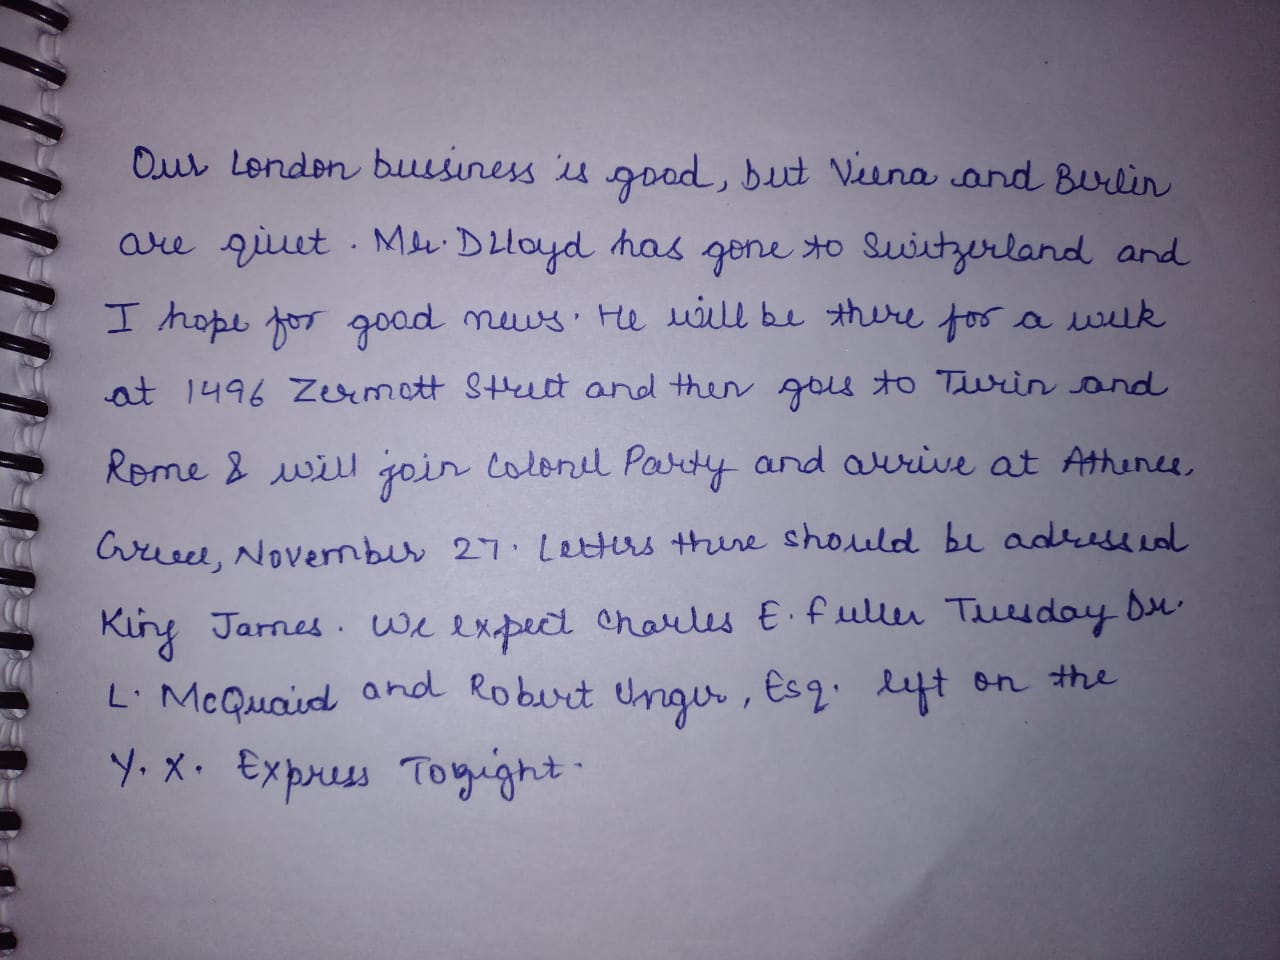 Our London bussiness is good, but Viena and Berlin
are qiuet. Mr. D Lloyd has gone to Switzerland and
I hope for good news. He will be there for a week
at 1496 Zermott Street and then goes to Turin and
Rome & will join Colonel Party and arrive at Athenes,
Greece, November 27. Letters there should be adressed
King James. We expect Charles E. Fuller Tuesday Dr.
L. McQuaid and Robert Unger, Esq. left on the
Y. X. Express